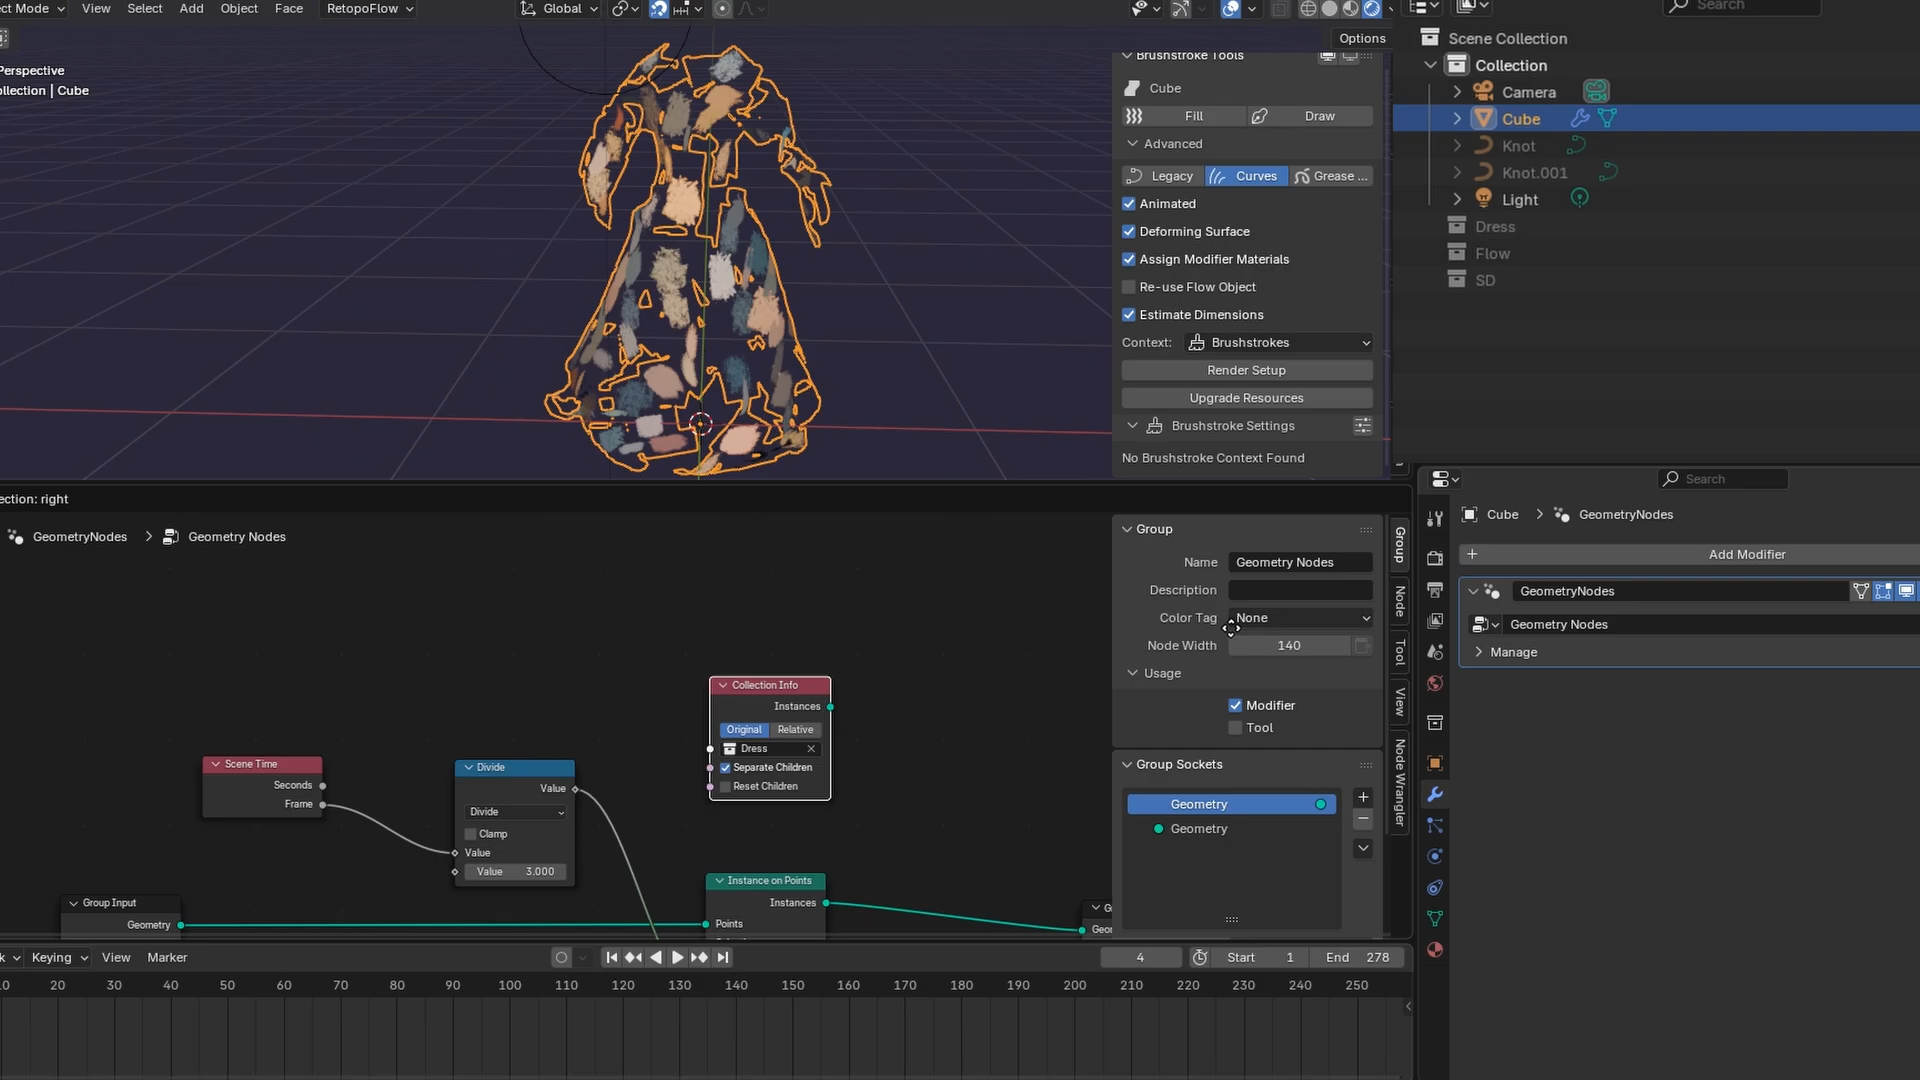 ect Mode View Select Add Object Face RetopoFlow Global Search
Options
Perspective
ollection | Cube
Brushstroke Tools
Cube
Fill Draw
Advanced
Legacy Curves Grease ...
Animated
Deforming Surface
Assign Modifier Materials
Re-use Flow Object
Estimate Dimensions
Context: Brushstrokes
Render Setup
Upgrade Resources
Brushstroke Settings
No Brushstroke Context Found
Scene Collection
Collection
Camera
Cube
Knot
Knot.001
Light
Dress
Flow
SD
ection: right
GeometryNodes > Geometry Nodes
Scene Time
Seconds
Frame
Divide
Value
Divide
Clamp
Value
Value 3.000
Collection Info
Instances
Original Relative
Dress
Separate Children
Reset Children
Group Input
Geometry
Instance on Points
Instances
Points
G
Geor
Group
Name Geometry Nodes
Description
Color Tag None
Node Width 140
Usage
Modifier
Tool
Group Sockets
Geometry
Geometry
Group
Node
Tool
View
Node Wrangler
Search
Cube > GeometryNodes
Add Modifier
GeometryNodes
Geometry Nodes
Manage
k Keying View Marker 4 Start 1 End 278
10 20 30 40 50 60 70 80 90 100 110 120 130 140 150 160 170 180 190 200 210 220 230 240 250